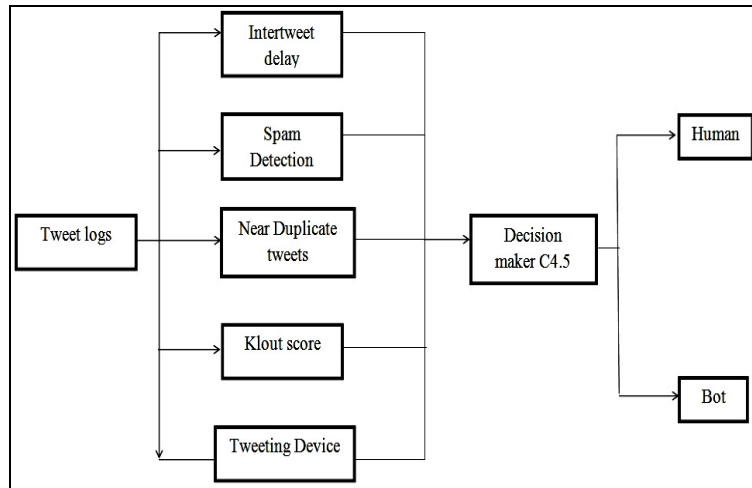 Intertweet
delay
Spam
Detection
Tweet logs
Near Duplicate
tweets
Klout score
Tweeting Device
Decision
maker C4.5
Human
Bot